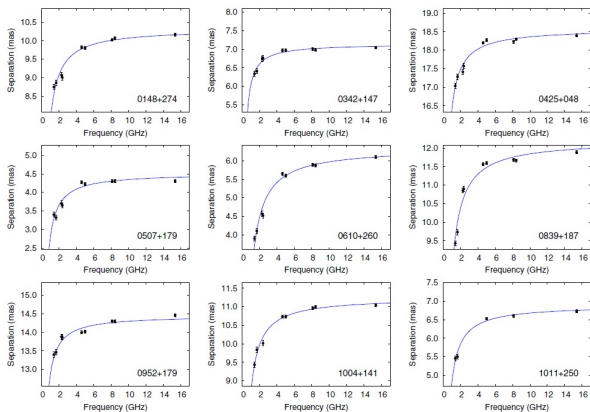 Separation (mas)
10.5
10.0
9.5
9.0
8.5
0148+274
0 2 4 6 8 10 12 14 16
Frequency (GHz)
Separation (mas)
8.0
7.5
7.0
6.5
6.0
5.5
0342+147
0 2 4 6 8 10 12 14 16
Frequency (GHz)
Separation (mas)
18.5
18.0
17.5
17.0
16.5
0425+048
0 2 4 6 8 10 12 14 16
Frequency (GHz)
Separation (mas)
5.0
4.5
4.0
3.5
3.0
2.5
0507+179
0 2 4 6 8 10 12 14 16
Frequency (GHz)
Separation (mas)
6.0
5.5
5.0
4.5
4.0
0610+260
0 2 4 6 8 10 12 14 16
Frequency (GHz)
Separation (mas)
12.0
11.5
11.0
10.5
10.0
9.5
0839+187
0 2 4 6 8 10 12 14 16
Frequency (GHz)
Separation (mas)
14.5
14.0
13.5
13.0
0952+179
0 2 4 6 8 10 12 14 16
Frequency (GHz)
Separation (mas)
11.5
11.0
10.5
10.0
9.5
9.0
1004+141
0 2 4 6 8 10 12 14 16
Frequency (GHz)
Separation (mas)
7.5
7.0
6.5
6.0
5.5
5.0
1011+250
0 2 4 6 8 10 12 14 16
Frequency (GHz)